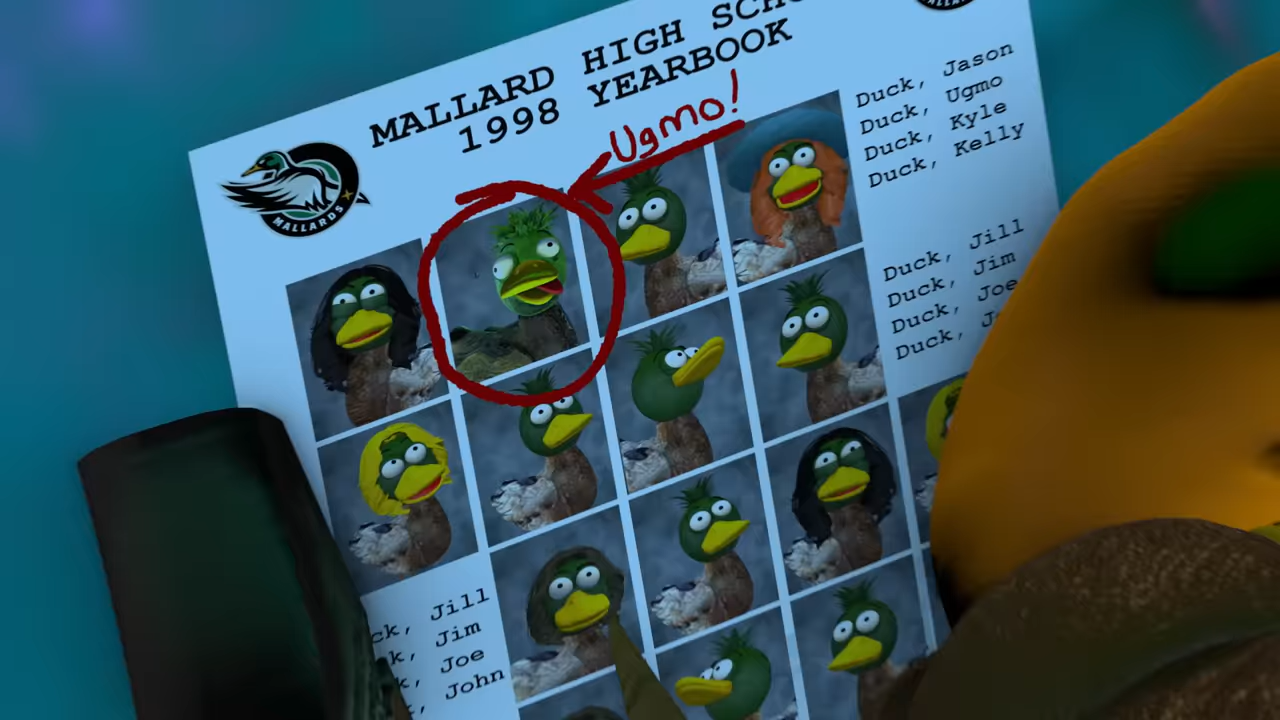 MALLARD HIGH
1998 YEARBOOK
Ugmo!
MALLARDS
Duck, Jason
Duck, Ugmo
Duck, Kyle
Duck, Kelly
Duck, Jill
Duck, Jim
Duck, Joe
Duck,
Jill
Jim
Joe
John